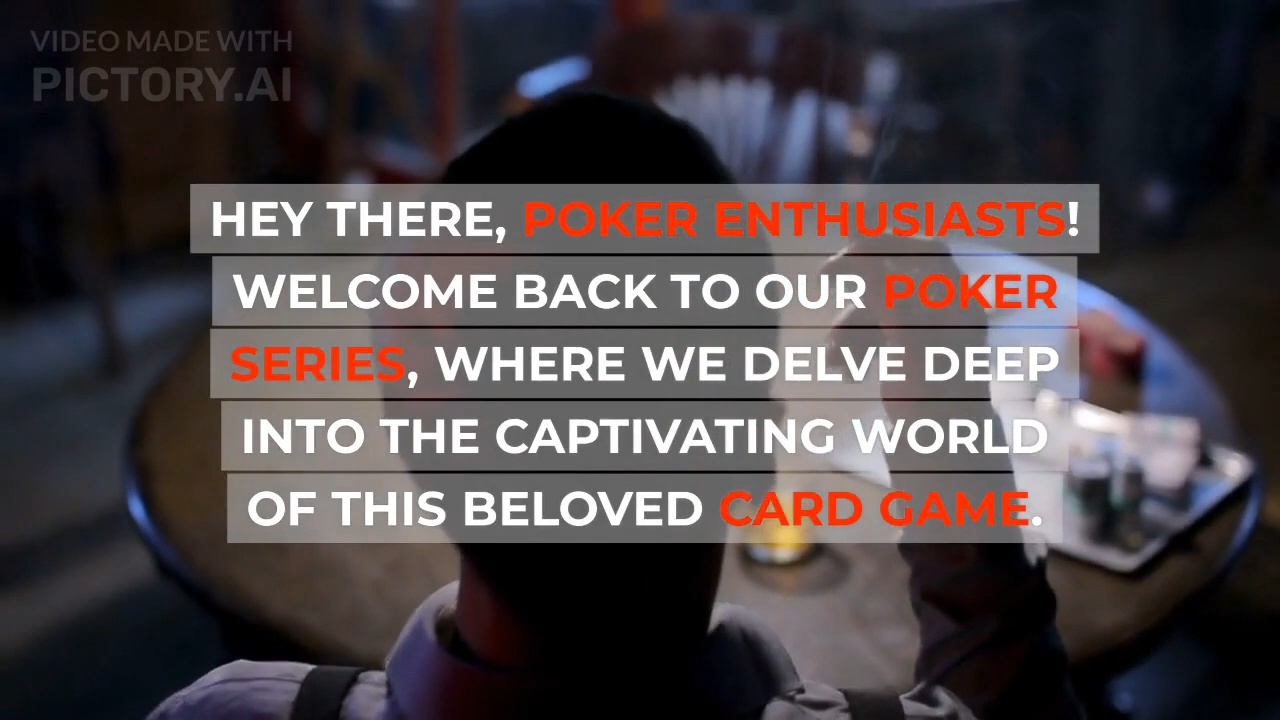 VIDEO MADE WITH
PICTORY.AI
HEY THERE, POKER ENTHUSIASTS!
WELCOME BACK TO OUR POKER
SERIES, WHERE WE DELVE DEEP
INTO THE CAPTIVATING WORLD
OF THIS BELOVED CARD GAME.